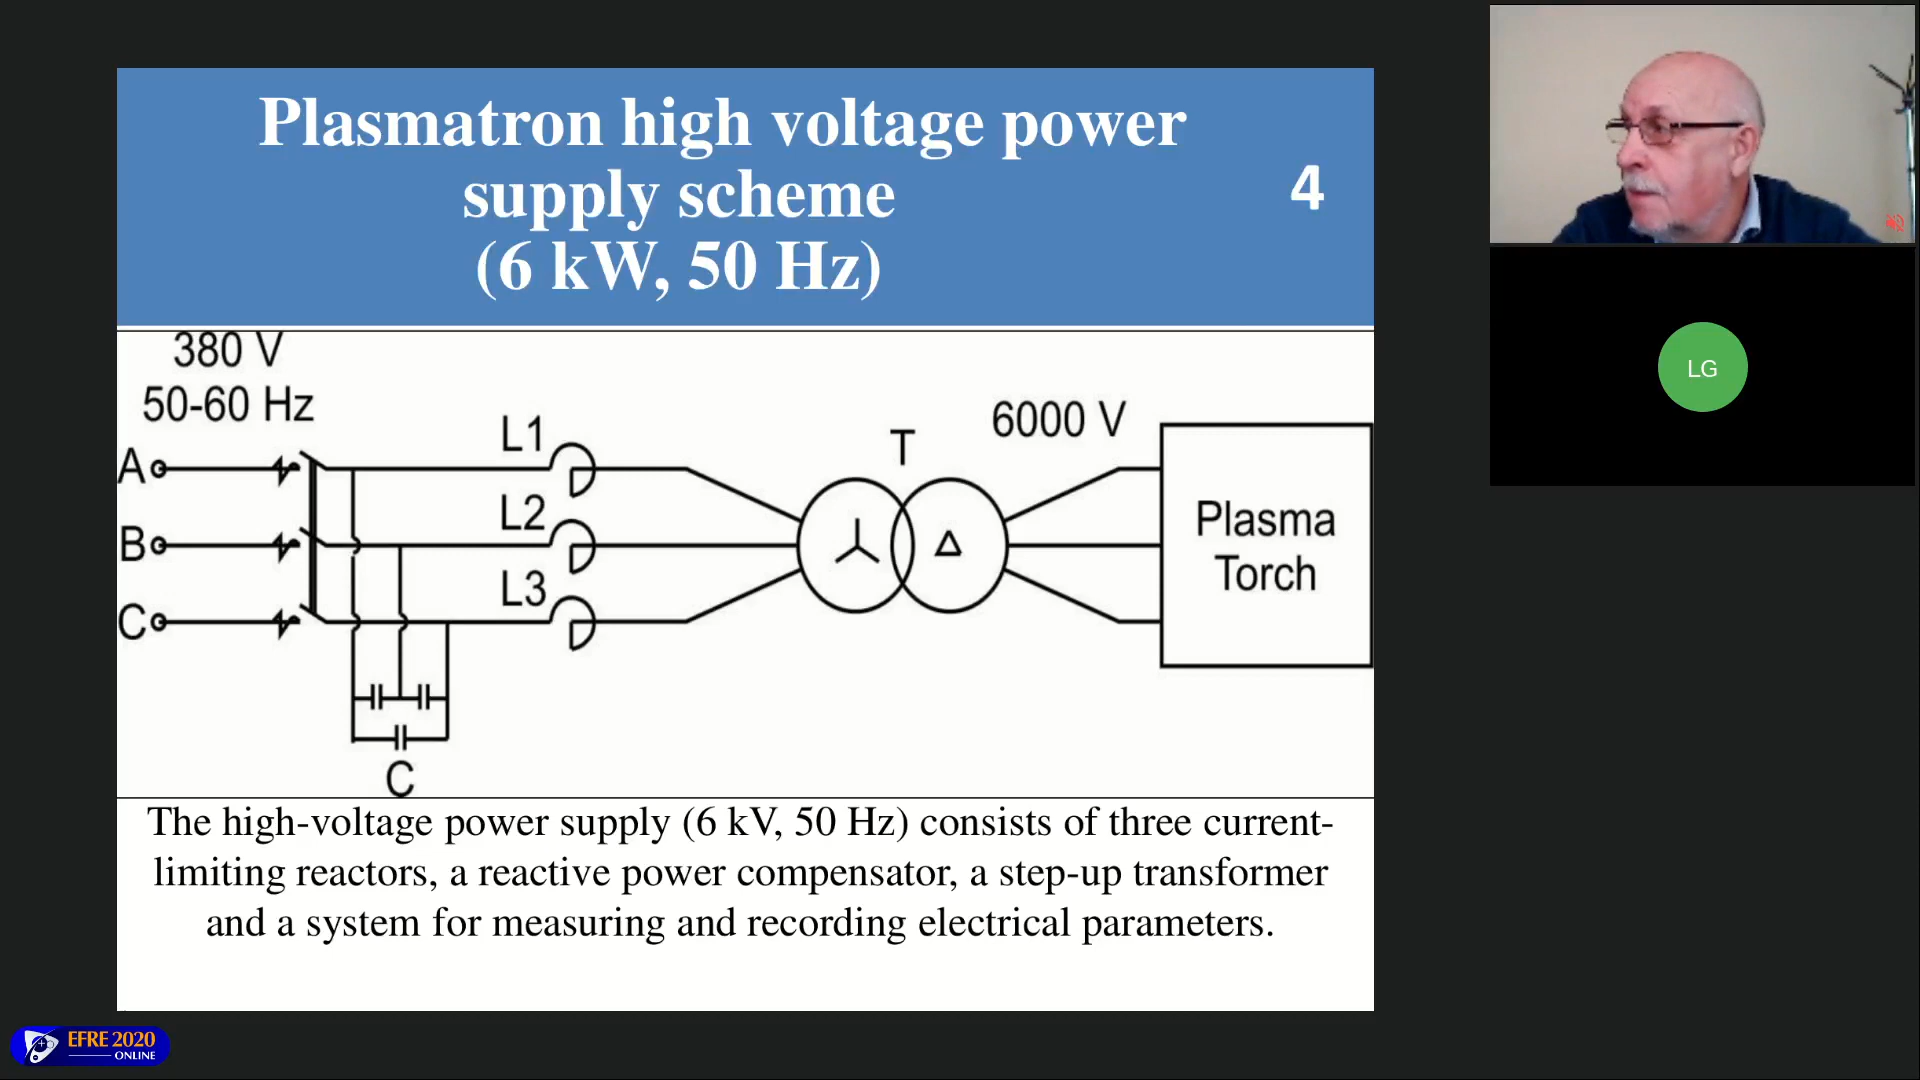 Plasmatron high voltage power
supply scheme
(6 kW, 50 Hz)
4
380 V
50-60 Hz
A
B
C
L1
L2
L3
C
T
6000 V
Plasma
Torch
The high-voltage power supply (6 kV, 50 Hz) consists of three current-
limiting reactors, a reactive power compensator, a step-up transformer
and a system for measuring and recording electrical parameters.
LG
EFRE 2020
ONLINE